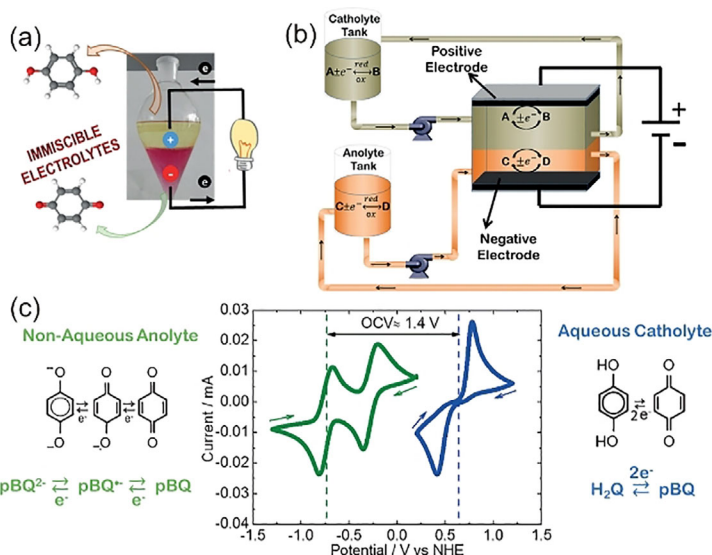 (a)
e
+
-
e
IMMISCIBLE
ELECTROLYTES
(b)
Catholyte
Tank
A±e⁻ red B
ox
Positive
Electrode
A ±e⁻ B
+
-
Anolyte
Tank
C±e⁻ red D
ox
C ±e⁻ D
Negative
Electrode
(c)
Non-Aqueous Anolyte
O⁻ O O
e⁻ e⁻
O⁻ O•⁻ O
pBQ²⁻ ⇄ pBQ•⁻ ⇄ pBQ
e⁻ e⁻
OCV≈ 1.4 V
Current / mA
0.03
0.02
0.01
0.00
-0.01
-0.02
-0.03
-0.04
-1.5 -1.0 -0.5 0.0 0.5 1.0 1.5
Potential / V vs NHE
Aqueous Catholyte
HO O
2e⁻
HO O
2e⁻
H₂Q ⇄ pBQ